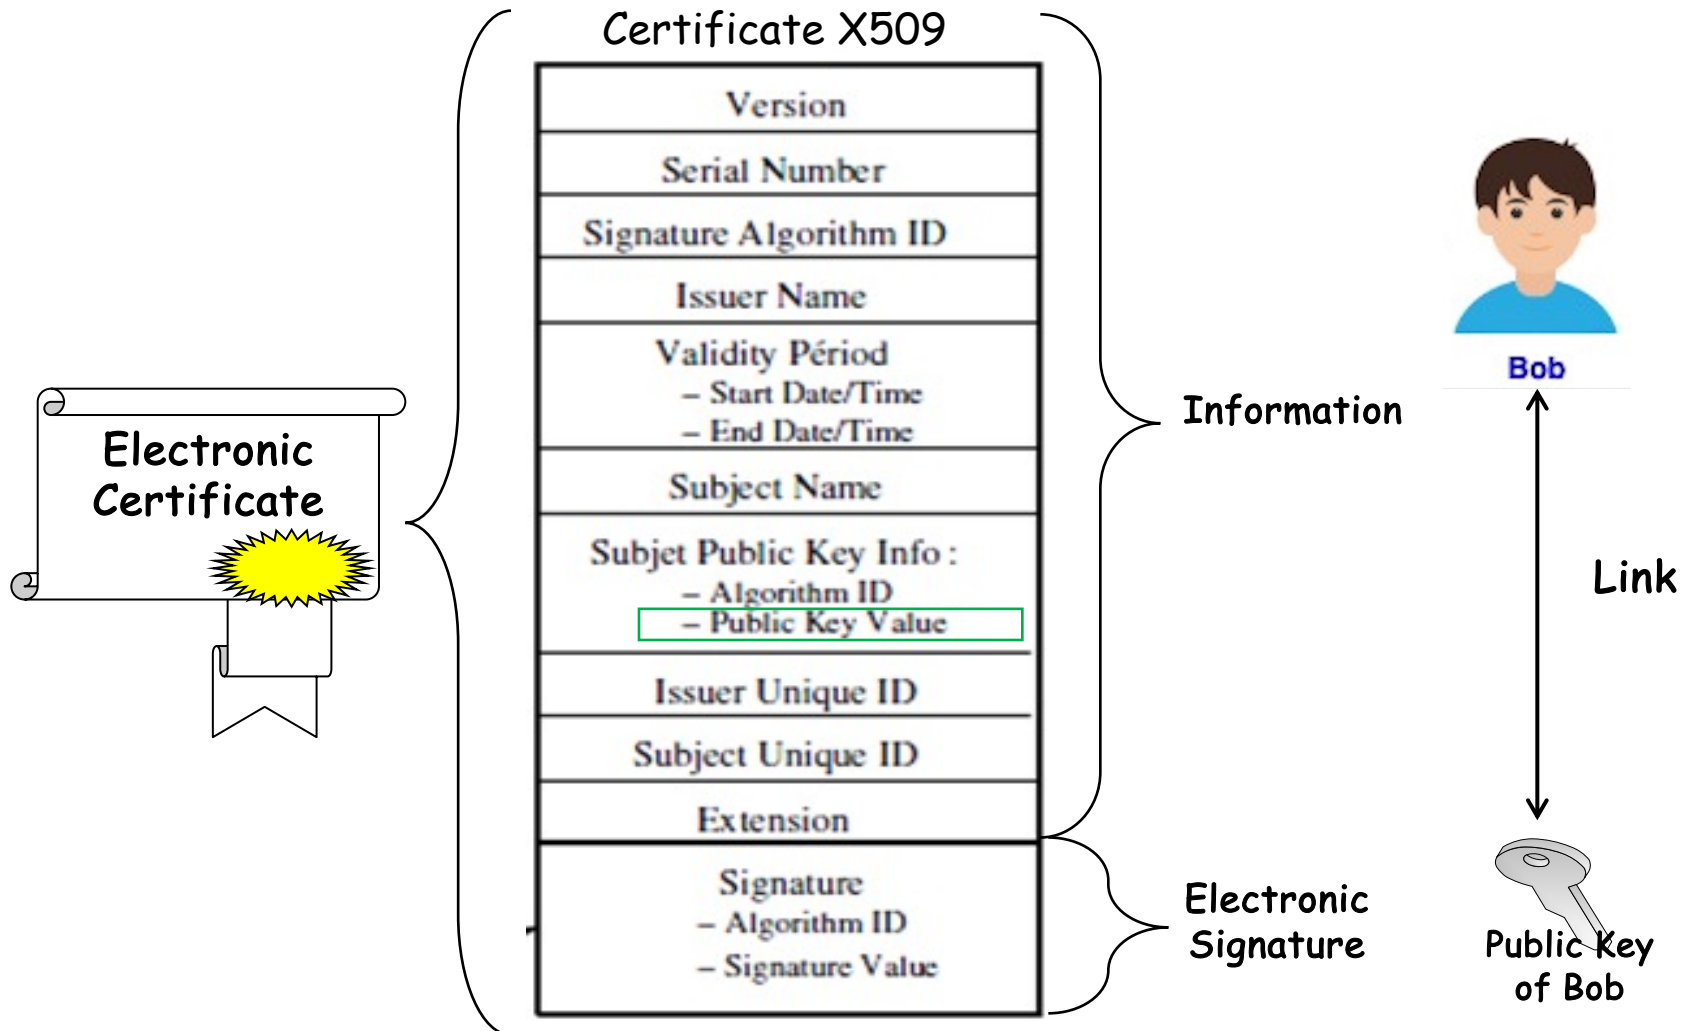 Certificate X509
Version
Serial Number
Signature Algorithm ID
Issuer Name
Validity Périod
– Start Date/Time
– End Date/Time
Subject Name
Subjet Public Key Info :
– Algorithm ID
– Public Key Value
Issuer Unique ID
Subject Unique ID
Extension
Signature
– Algorithm ID
– Signature Value
Electronic
Certificate
Information
Electronic
Signature
Bob
Link
Public Key
of Bob